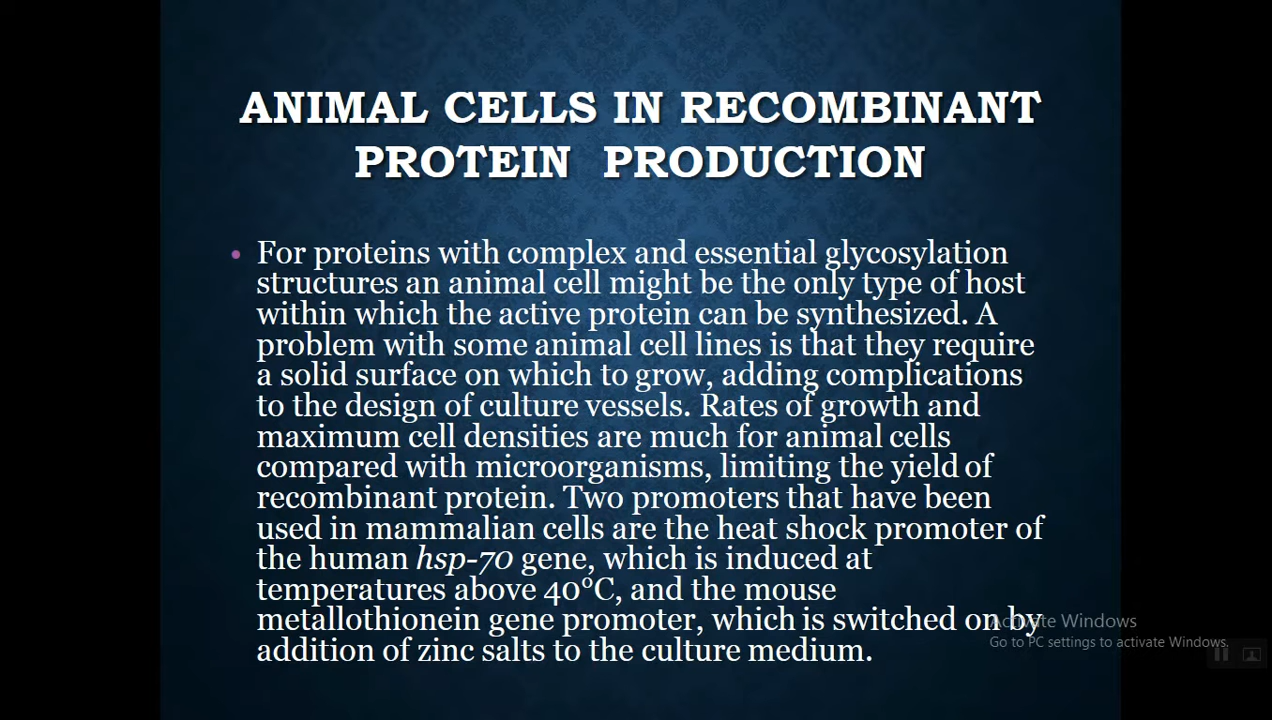 ANIMAL CELLS IN RECOMBINANT
PROTEIN PRODUCTION
• For proteins with complex and essential glycosylation
structures an animal cell might be the only type of host
within which the active protein can be synthesized. A
problem with some animal cell lines is that they require
a solid surface on which to grow, adding complications
to the design of culture vessels. Rates of growth and
maximum cell densities are much for animal cells
compared with microorganisms, limiting the yield of
recombinant protein. Two promoters that have been
used in mammalian cells are the heat shock promoter of
the human hsp-70 gene, which is induced at
temperatures above 40°C, and the mouse
metallothionein gene promoter, which is switched on by
addition of zinc salts to the culture medium.
Activate Windows
Go to PC settings to activate Windows.